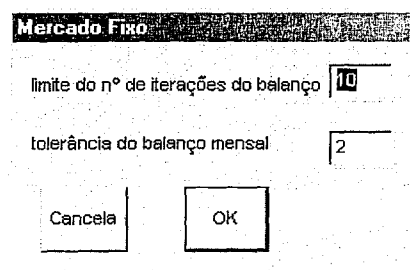 Mercado Fixo
limite do nº de iterações do balanço 10
tolerância do balanço mensal 2
Cancela OK